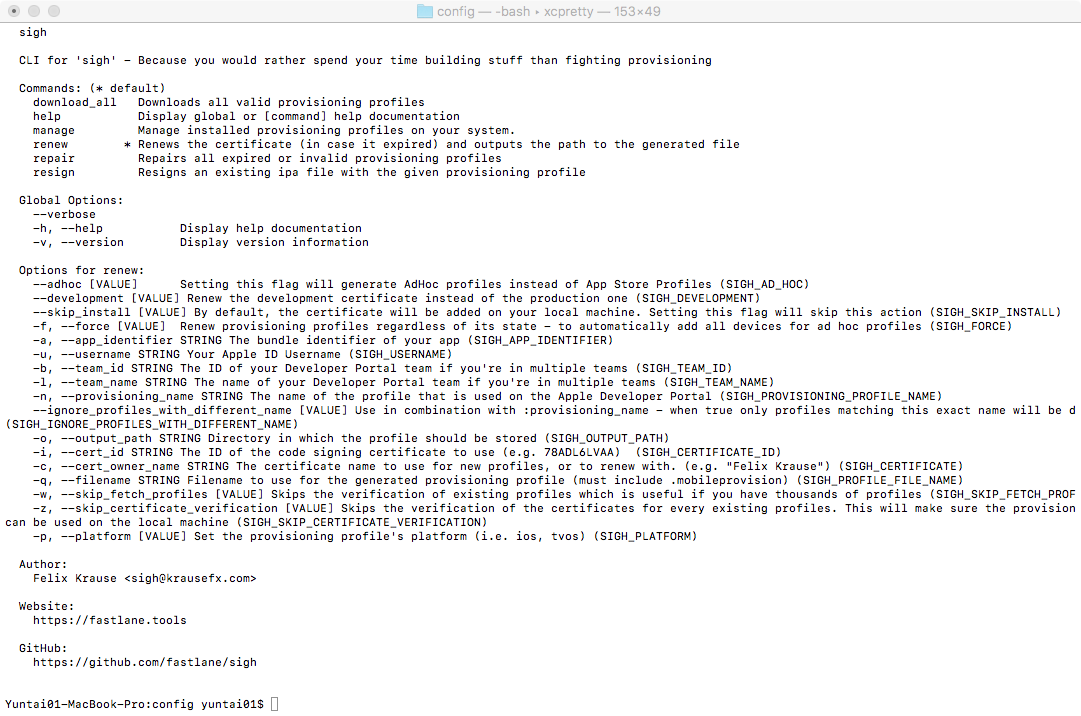 config — -bash ▸ xcpretty — 153×49
sigh
CLI for 'sigh' - Because you would rather spend your time building stuff than fighting provisioning
Commands: (* default)
download_all Downloads all valid provisioning profiles
help Display global or [command] help documentation
manage Manage installed provisioning profiles on your system.
renew * Renews the certificate (in case it expired) and outputs the path to the generated file
repair Repairs all expired or invalid provisioning profiles
resign Resigns an existing ipa file with the given provisioning profile
Global Options:
--verbose
-h, --help Display help documentation
-v, --version Display version information
Options for renew:
--adhoc [VALUE] Setting this flag will generate AdHoc profiles instead of App Store Profiles (SIGH_AD_HOC)
--development [VALUE] Renew the development certificate instead of the production one (SIGH_DEVELOPMENT)
--skip_install [VALUE] By default, the certificate will be added on your local machine. Setting this flag will skip this action (SIGH_SKIP_INSTALL)
-f, --force [VALUE] Renew provisioning profiles regardless of its state - to automatically add all devices for ad hoc profiles (SIGH_FORCE)
-a, --app_identifier STRING The bundle identifier of your app (SIGH_APP_IDENTIFIER)
-u, --username STRING Your Apple ID Username (SIGH_USERNAME)
-b, --team_id STRING The ID of your Developer Portal team if you're in multiple teams (SIGH_TEAM_ID)
-l, --team_name STRING The name of your Developer Portal team if you're in multiple teams (SIGH_TEAM_NAME)
-n, --provisioning_name STRING The name of the profile that is used on the Apple Developer Portal (SIGH_PROVISIONING_PROFILE_NAME)
--ignore_profiles_with_different_name [VALUE] Use in combination with :provisioning_name - when true only profiles matching this exact name will be d
(SIGH_IGNORE_PROFILES_WITH_DIFFERENT_NAME)
-o, --output_path STRING Directory in which the profile should be stored (SIGH_OUTPUT_PATH)
-i, --cert_id STRING The ID of the code signing certificate to use (e.g. 78ADL6LVAA) (SIGH_CERTIFICATE_ID)
-c, --cert_owner_name STRING The certificate name to use for new profiles, or to renew with. (e.g. "Felix Krause") (SIGH_CERTIFICATE)
-q, --filename STRING Filename to use for the generated provisioning profile (must include .mobileprovision) (SIGH_PROFILE_FILE_NAME)
-w, --skip_fetch_profiles [VALUE] Skips the verification of existing profiles which is useful if you have thousands of profiles (SIGH_SKIP_FETCH_PROF
-z, --skip_certificate_verification [VALUE] Skips the verification of the certificates for every existing profiles. This will make sure the provision
can be used on the local machine (SIGH_SKIP_CERTIFICATE_VERIFICATION)
-p, --platform [VALUE] Set the provisioning profile's platform (i.e. ios, tvos) (SIGH_PLATFORM)
Author:
Felix Krause <sigh@krausefx.com>
Website:
https://fastlane.tools
GitHub:
https://github.com/fastlane/sigh
Yuntai01-MacBook-Pro:config yuntai01$